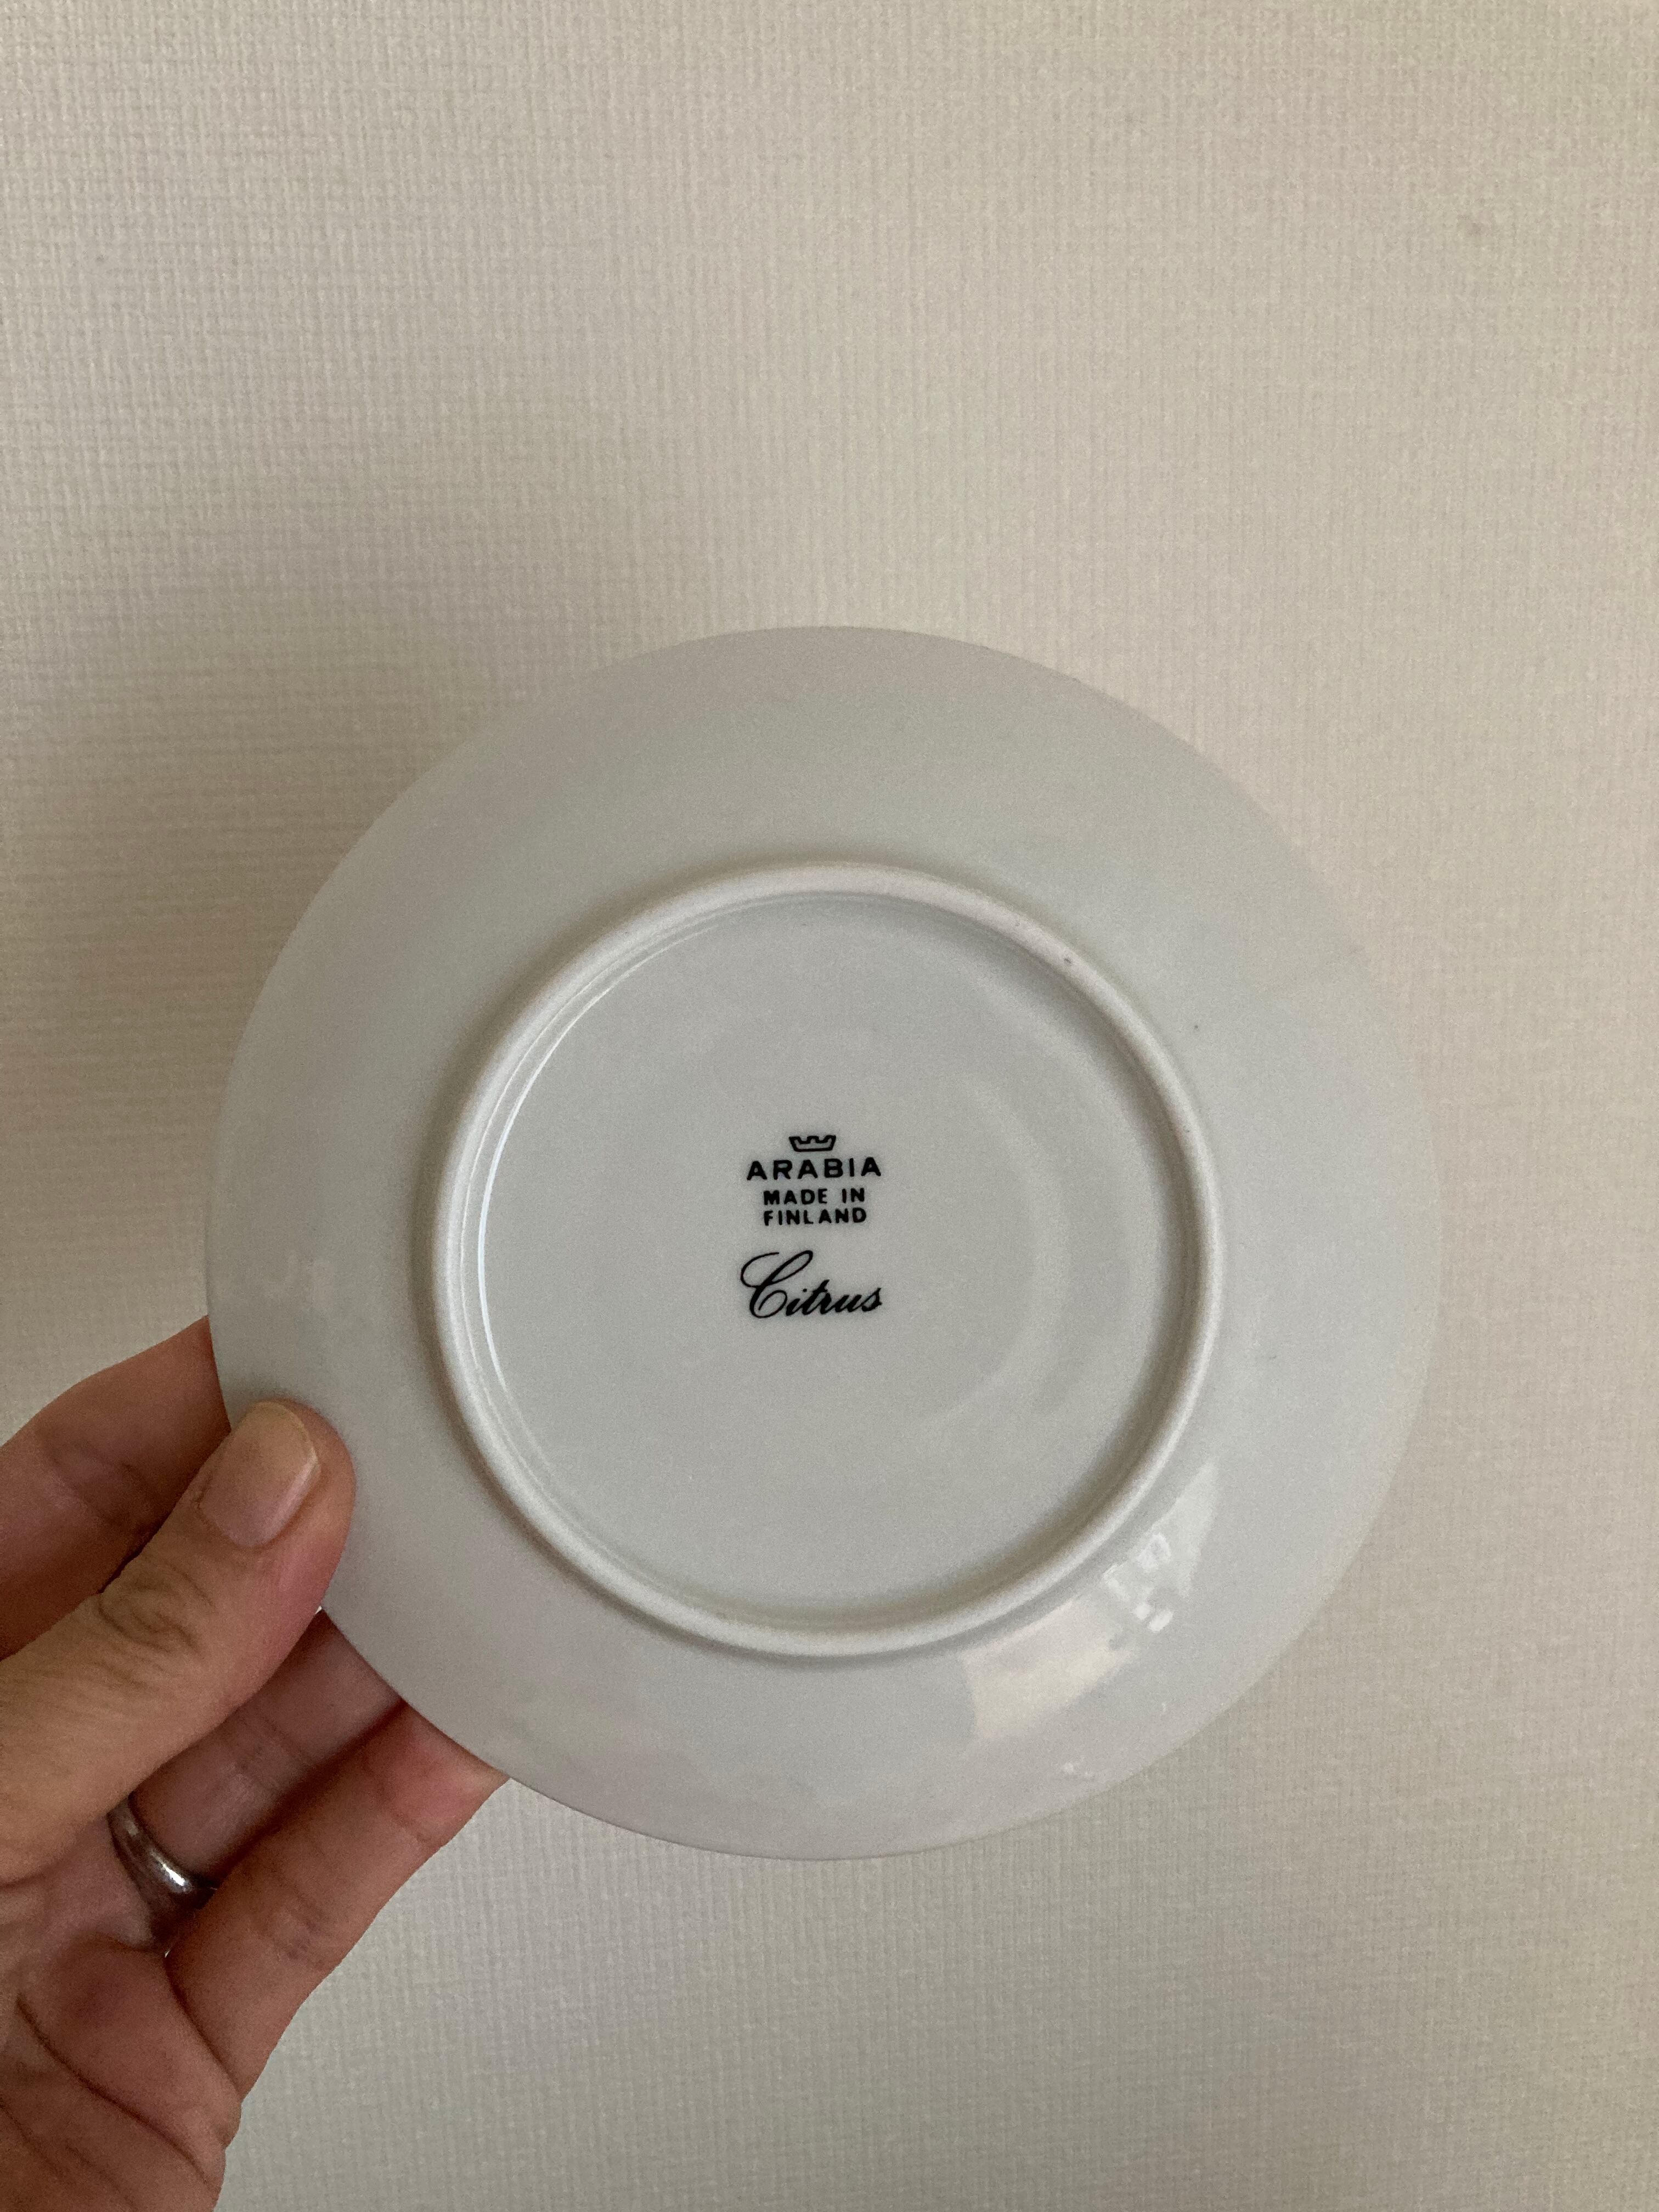 ARABIA
MADE IN
FINLAND
Citrus